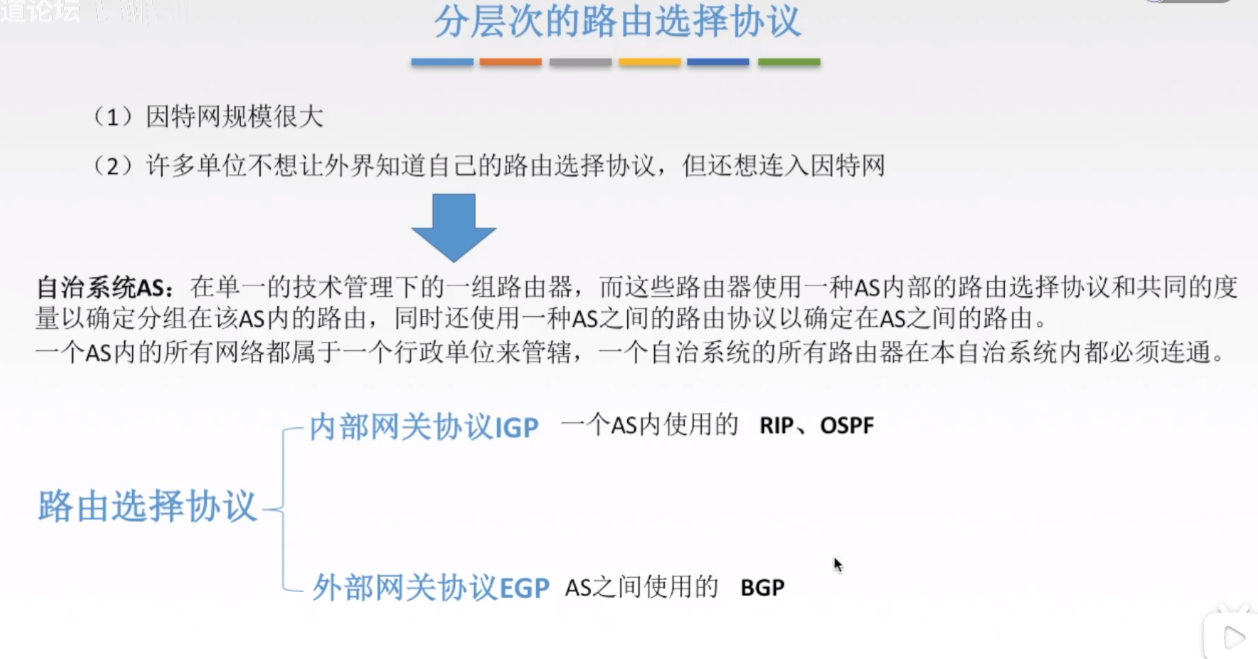 道论坛
分层次的路由选择协议
（1）因特网规模很大
（2）许多单位不想让外界知道自己的路由选择协议，但还想连入因特网
自治系统AS：在单一的技术管理下的一组路由器，而这些路由器使用一种AS内部的路由选择协议和共同的度
量以确定分组在该AS内的路由，同时还使用一种AS之间的路由协议以确定在AS之间的路由。
一个AS内的所有网络都属于一个行政单位来管辖，一个自治系统的所有路由器在本自治系统内都必须连通。
内部网关协议IGP 一个AS内使用的 RIP、OSPF
路由选择协议
外部网关协议EGP AS之间使用的 BGP